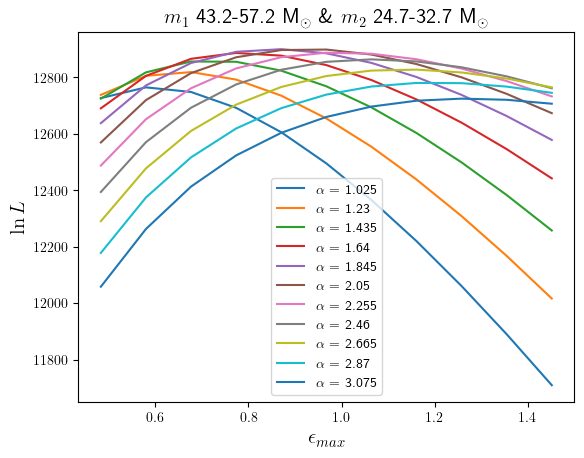 m₁ 43.2-57.2 M⊙ & m₂ 24.7-32.7 M⊙
ln L
12800
12600
12400
12200
12000
11800
α = 1.025
α = 1.23
α = 1.435
α = 1.64
α = 1.845
α = 2.05
α = 2.255
α = 2.46
α = 2.665
α = 2.87
α = 3.075
0.6 0.8 1.0 1.2 1.4
ϵmax